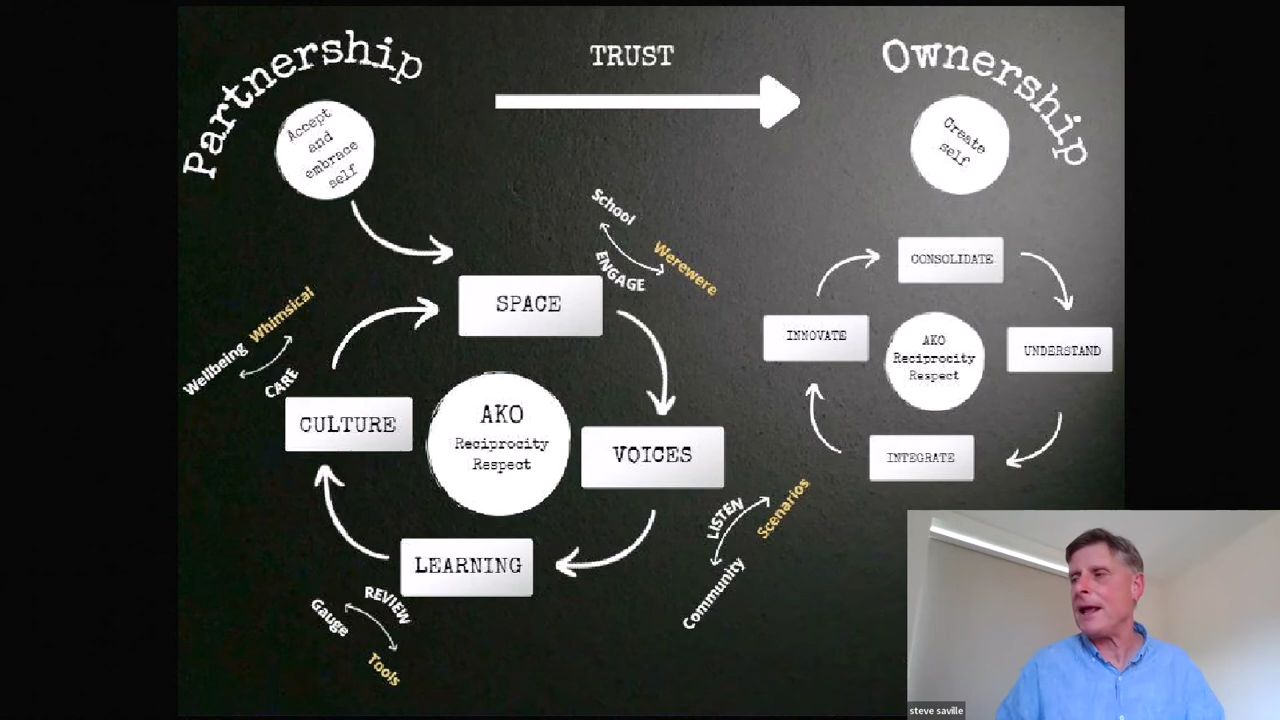 Partnership
TRUST
Ownership
Accept
and
embrace
self
Create
self
School
ENGAGE
Werewere
SPACE
CONSOLIDATE
Wellbeing
Whimsical
CARE
INNOVATE
AKO
Reciprocity
Respect
UNDERSTAND
CULTURE
AKO
Reciprocity
Respect
VOICES
INTEGRATE
LISTEN
Scenarios
Community
LEARNING
REVIEW
Gauge
Tools
steve saville